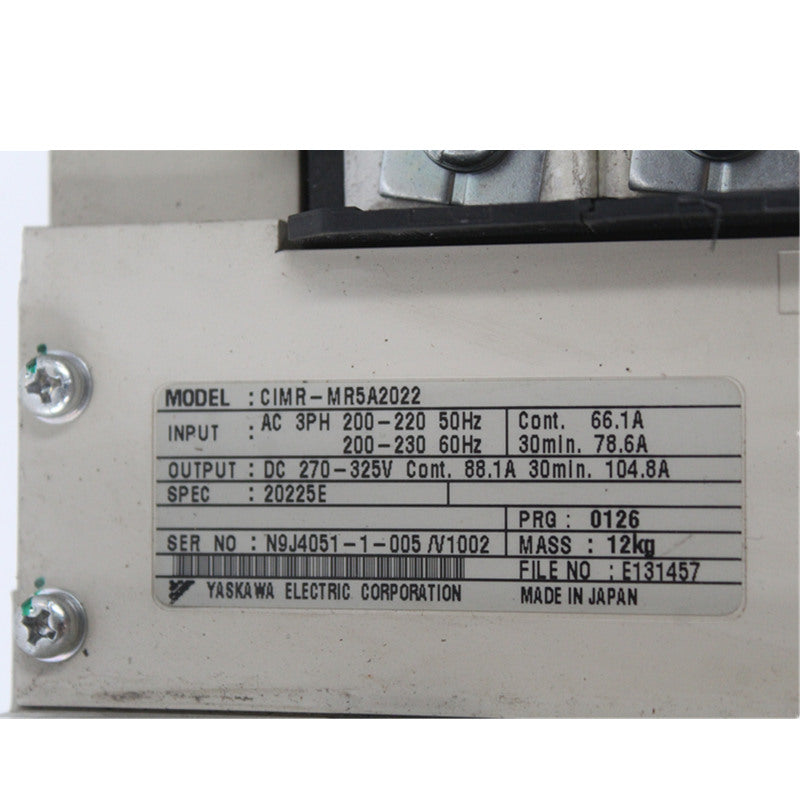 MODEL : CIMR-MR5A2022
INPUT : AC 3PH 200-220 50Hz Cont. 66.1A
200-230 60Hz 30min. 78.6A
OUTPUT : DC 270-325V Cont. 88.1A 30min. 104.8A
SPEC : 20225E
PRG : 0126
SER NO : N9J4051-1-005 /V1002 MASS : 12kg
FILE NO : E131457
YASKAWA ELECTRIC CORPORATION MADE IN JAPAN